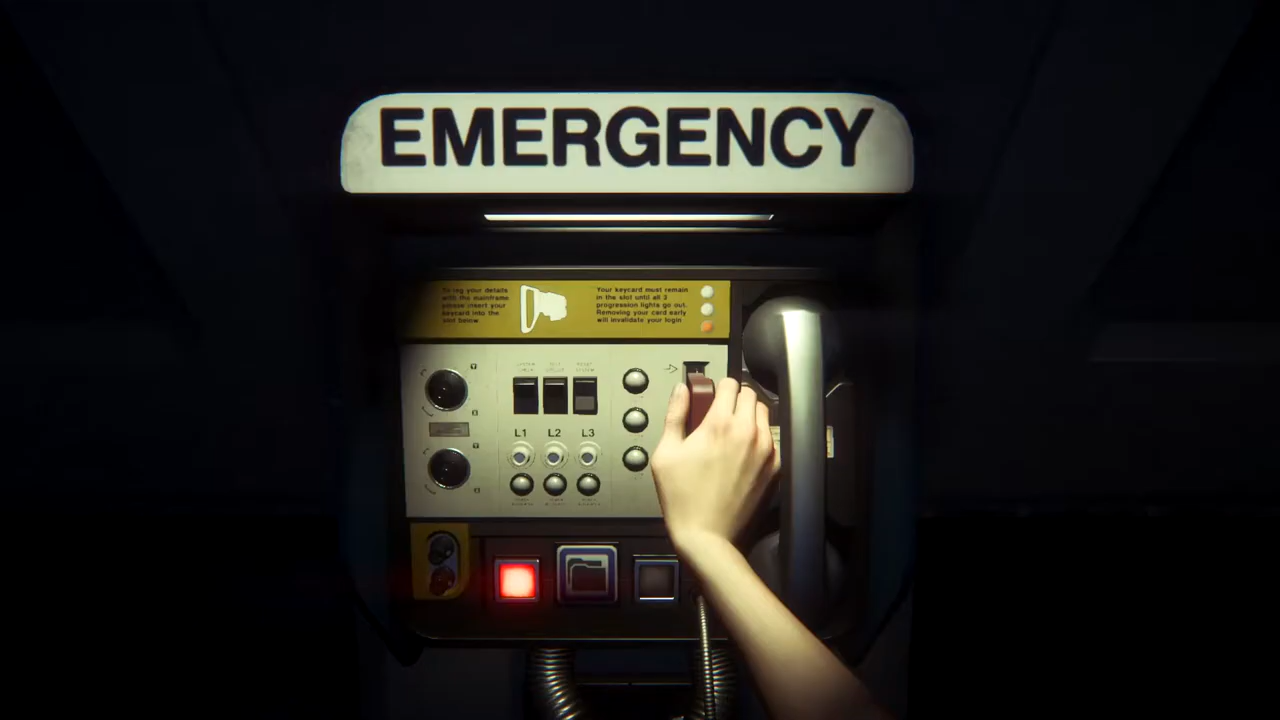 EMERGENCY
To log your details
with the mainframe
please insert your
keycard into the
slot below
Your keycard must remain
in the slot until all 3
progression lights go out.
Removing your card early
will invalidate your login
L1 L2 L3